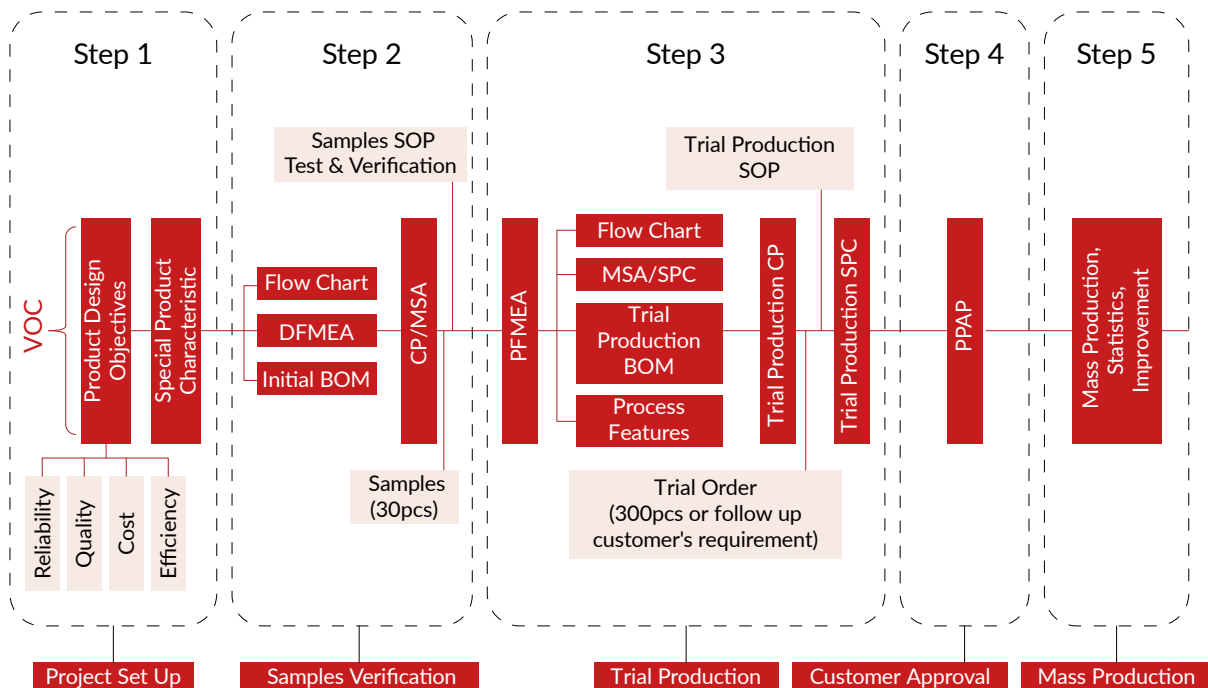 Step 1
Step 2
Step 3
Step 4
Step 5
VOC
Product Design
Objectives
Special Product
Characteristic
Reliability
Quality
Cost
Efficiency
Samples SOP
Test & Verification
Flow Chart
DFMEA
Initial BOM
CP/MSA
Samples
(30pcs)
PFMEA
Flow Chart
MSA/SPC
Trial
Production
BOM
Process
Features
Trial Production CP
Trial Production
SOP
Trial Production SPC
Trial Order
(300pcs or follow up
customer's requirement)
PPAP
Mass Production,
Statistics,
Improvement
Project Set Up
Samples Verification
Trial Production
Customer Approval
Mass Production